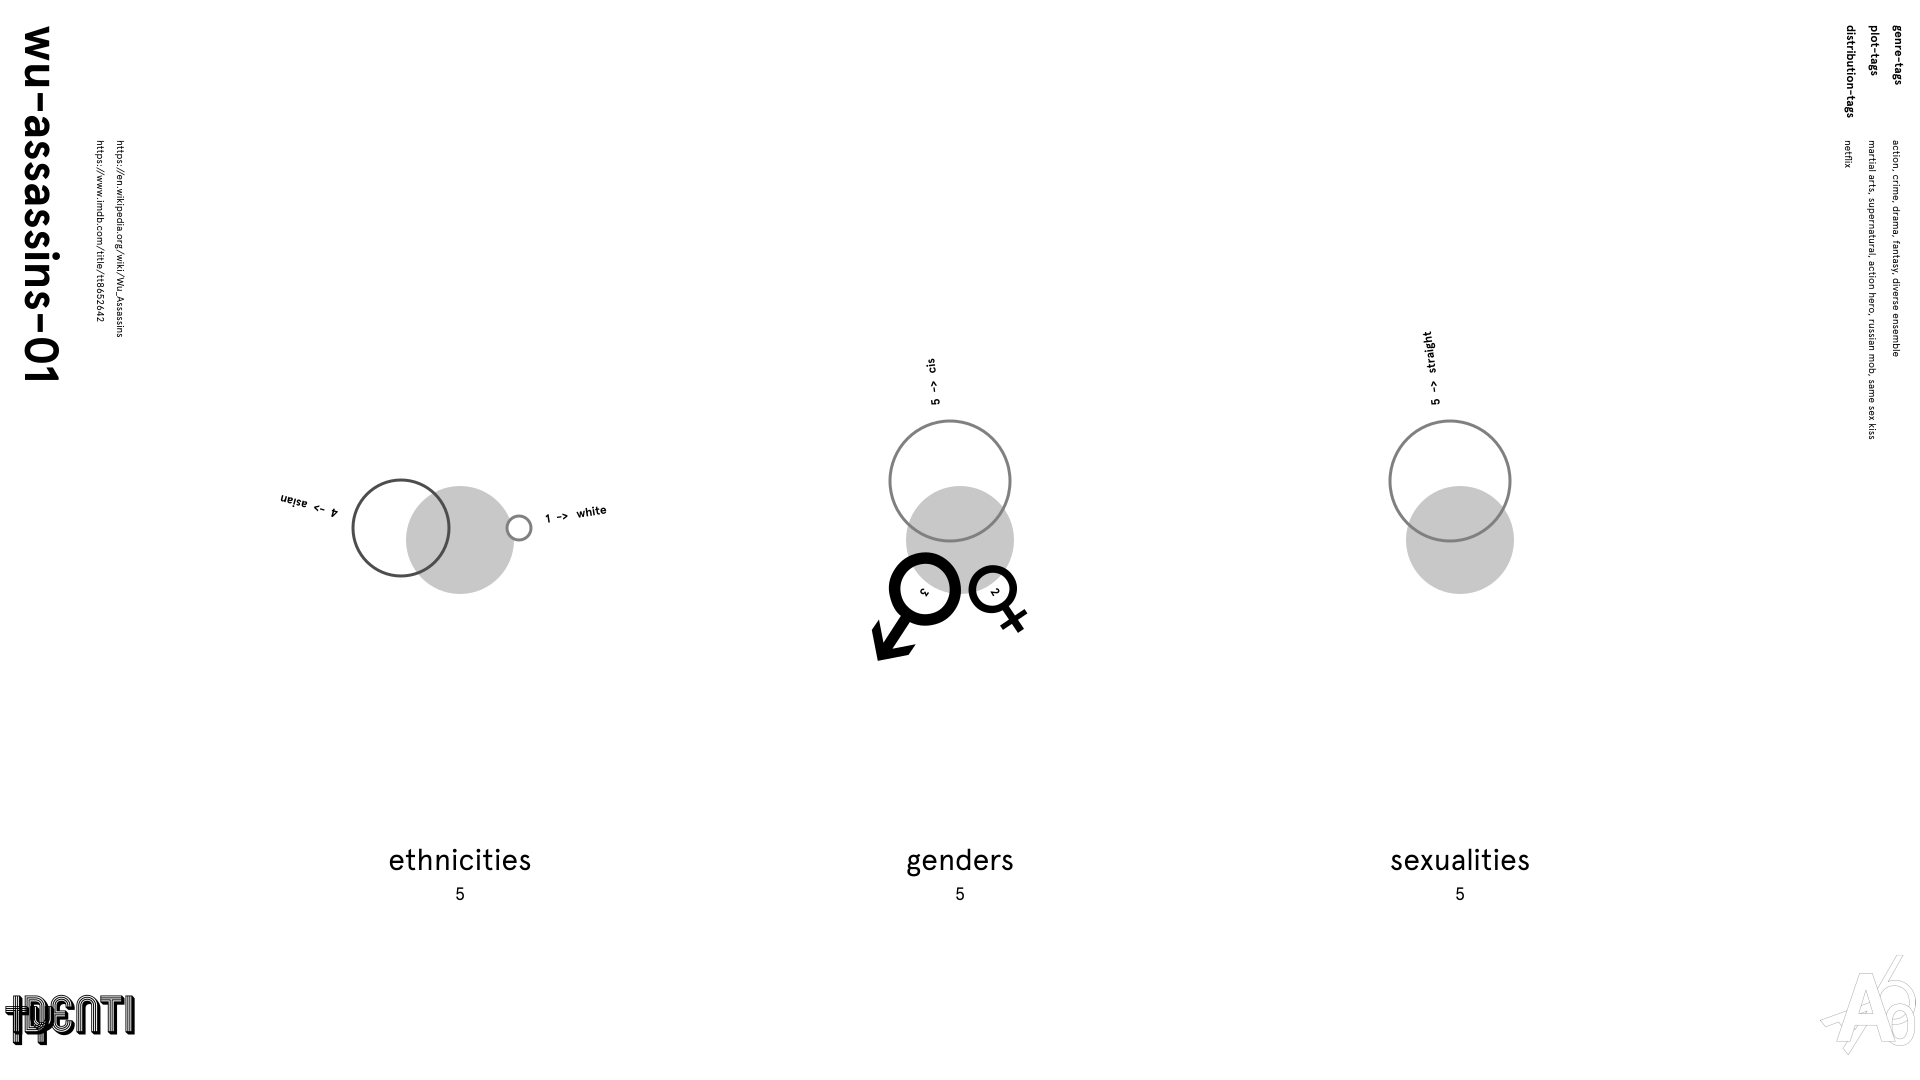 wu-assassins-01
https://en.wikipedia.org/wiki/Wu_Assassins
https://www.imdb.com/title/tt8652642
genre-tags
action, crime, drama, fantasy, diverse ensemble
plot-tags
martial arts, supernatural, action hero, russian mob, same sex kiss
distribution-tags
netflix
4 -> asian
1 -> white
5 -> cis
3
2
5 -> straight
ethnicities
5
genders
5
sexualities
5
IDENTI